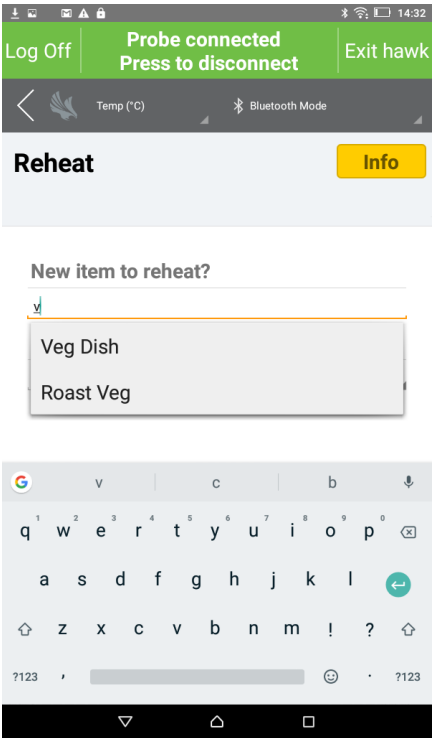 14:32
Log Off
Probe connected
Press to disconnect
Exit hawk
Temp (°C)
Bluetooth Mode
Reheat
Info
New item to reheat?
v
Veg Dish
Roast Veg
G
v
c
b
1 2 3 4 5 6 7 8 9 0
q w e r t y u i o p
a s d f g h j k l
z x c v b n m ! ?
?123 , . ?123